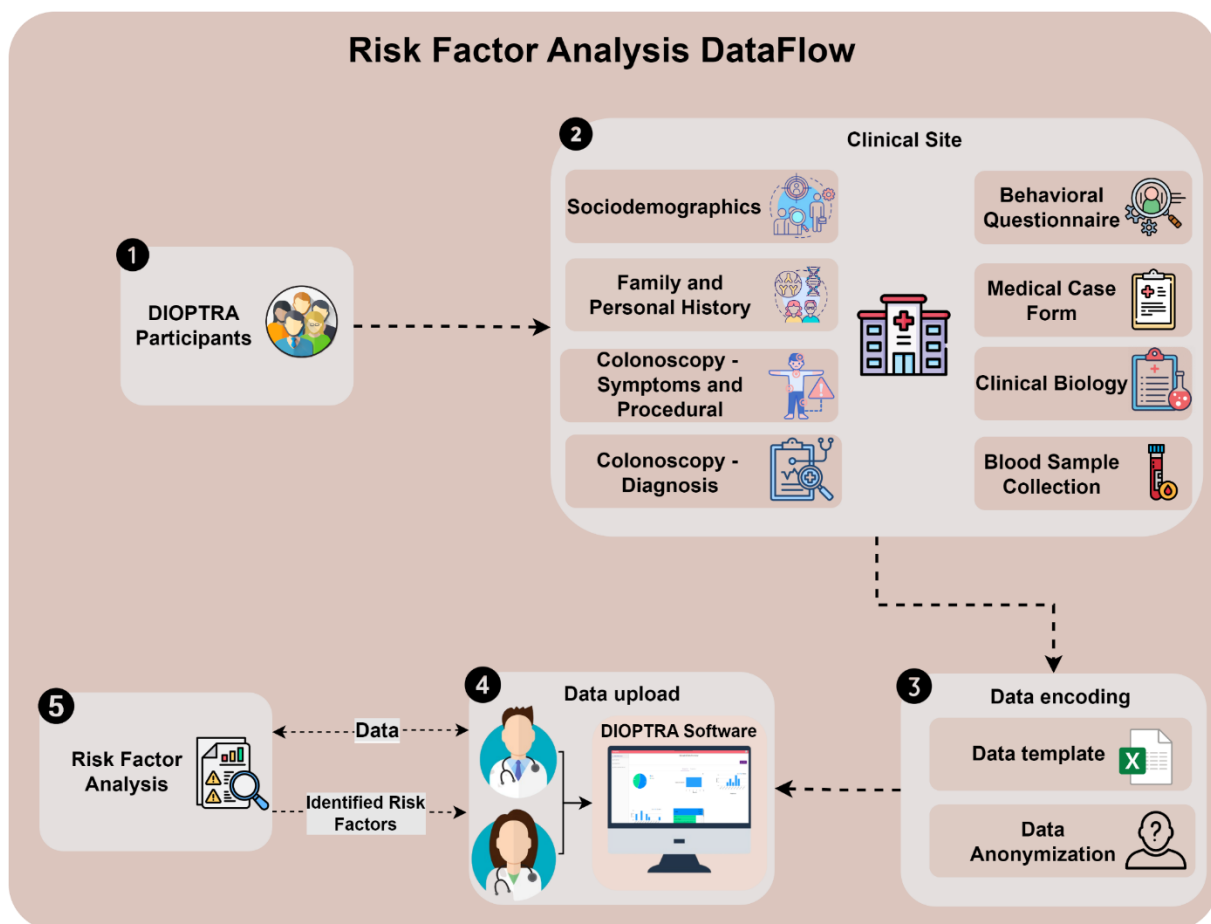 Risk Factor Analysis DataFlow
1
DIOPTRA
Participants
2
Clinical Site
Sociodemographics
Family and
Personal History
Colonoscopy -
Symptoms and
Procedural
Colonoscopy -
Diagnosis
Behavioral
Questionnaire
Medical Case
Form
Clinical Biology
Blood Sample
Collection
3
Data encoding
Data template
X
Data
Anonymization
?
4
Data upload
DIOPTRA Software
5
Risk Factor
Analysis
Data
Identified Risk
Factors